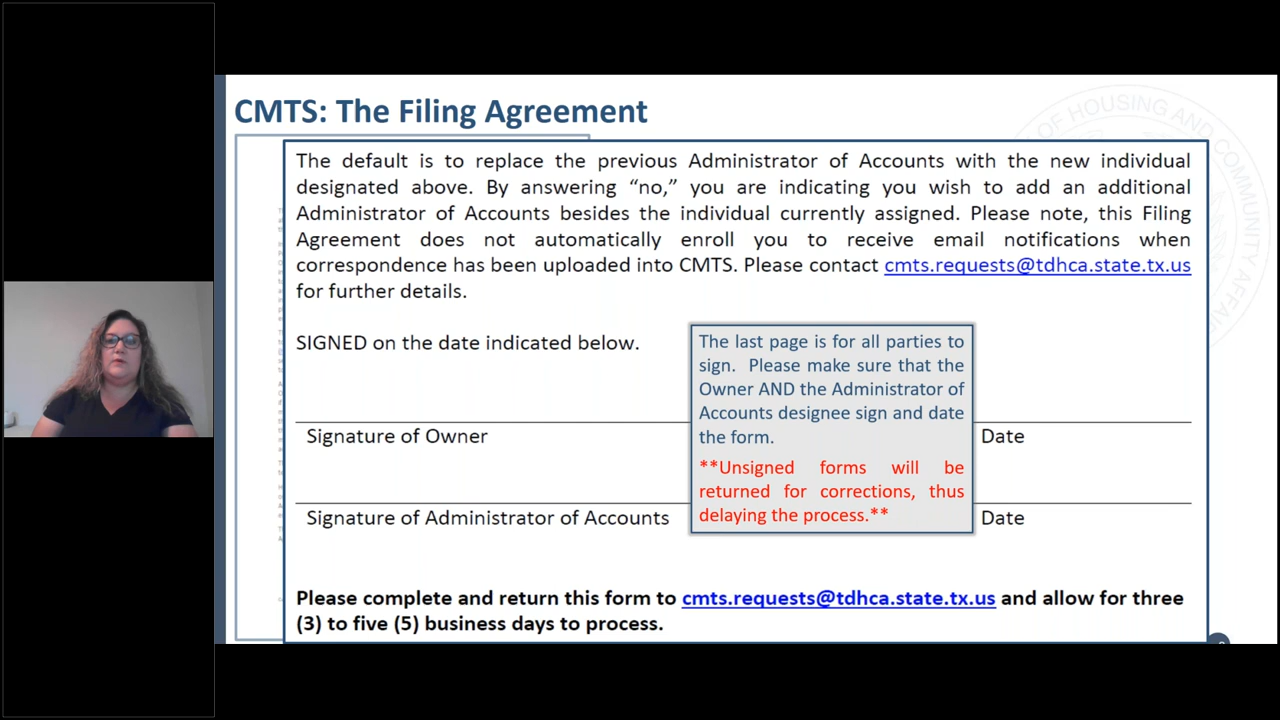 CMTS: The Filing Agreement
The default is to replace the previous Administrator of Accounts with the new individual
designated above. By answering “no,” you are indicating you wish to add an additional
Administrator of Accounts besides the individual currently assigned. Please note, this Filing
Agreement does not automatically enroll you to receive email notifications when
correspondence has been uploaded into CMTS. Please contact cmts.requests@tdhca.state.tx.us
for further details.
SIGNED on the date indicated below.
The last page is for all parties to
sign. Please make sure that the
Owner AND the Administrator of
Accounts designee sign and date
the form.
**Unsigned forms will be
returned for corrections, thus
delaying the process.**
Signature of Owner
Date
Signature of Administrator of Accounts
Date
Please complete and return this form to cmts.requests@tdhca.state.tx.us and allow for three
(3) to five (5) business days to process.
OF HOUSING AND COMMUNITY AFFAIR